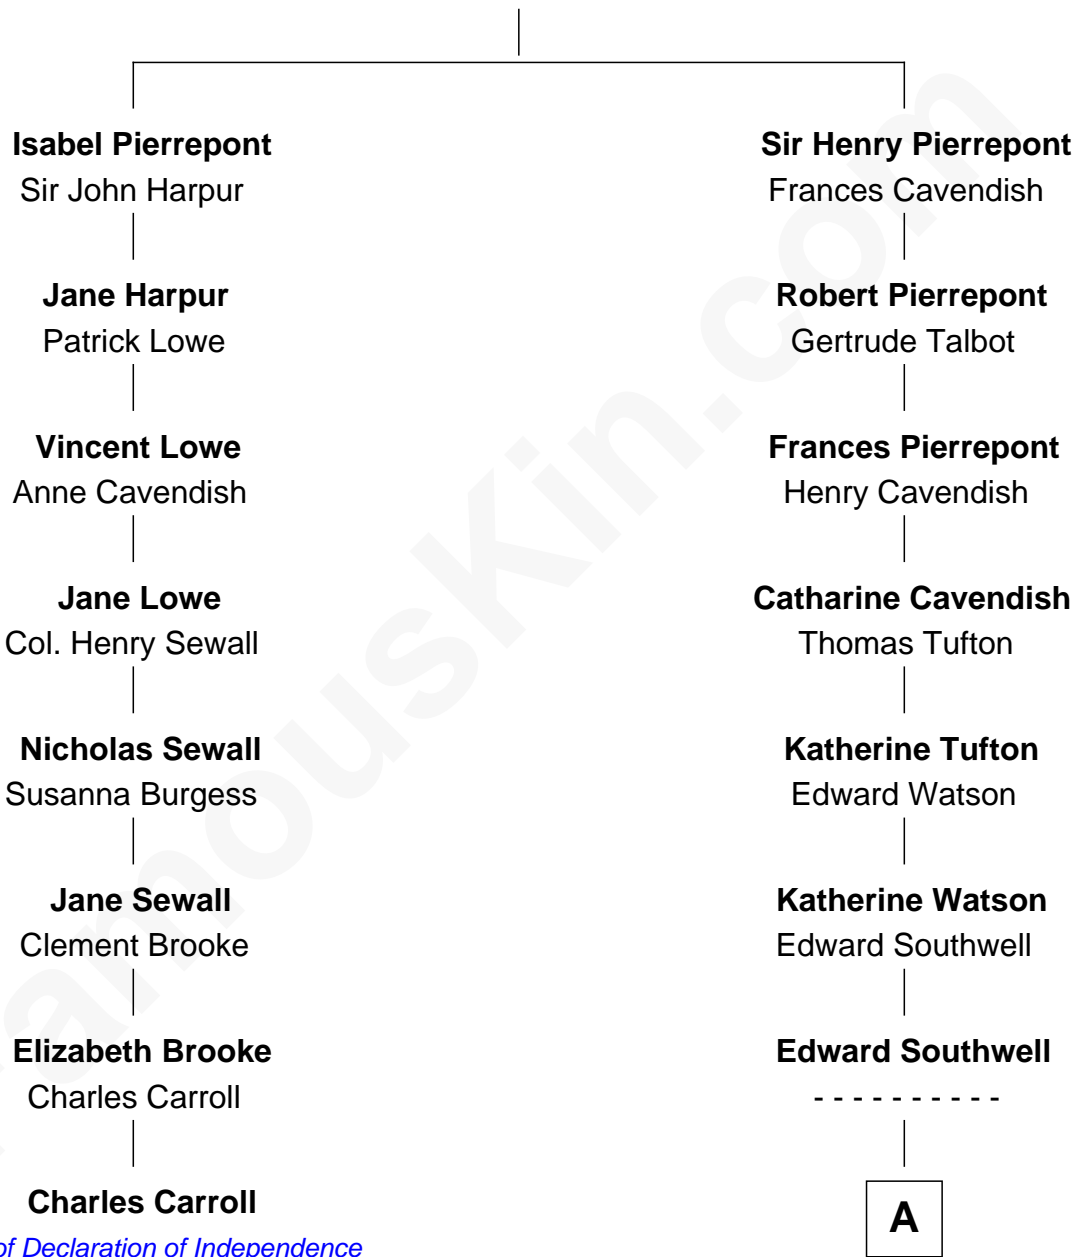 Isabel Pierrepont
Sir John Harpur
Jane Harpur
Patrick Lowe
Vincent Lowe
Anne Cavendish
Jane Lowe
Col. Henry Sewall
Nicholas Sewall
Susanna Burgess
Jane Sewall
Clement Brooke
Elizabeth Brooke
Charles Carroll
Charles Carroll
of Declaration of Independence
Sir Henry Pierrepont
Frances Cavendish
Robert Pierrepont
Gertrude Talbot
Frances Pierrepont
Henry Cavendish
Catharine Cavendish
Thomas Tufton
Katherine Tufton
Edward Watson
Katherine Watson
Edward Southwell
Edward Southwell
- - - - - - - - - -
A
FamousKin.com